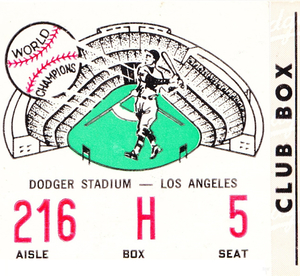 WORLD
CHAMPIONS
DODGER STADIUM — LOS ANGELES
216 H 5
AISLE BOX SEAT
CLUB BOX